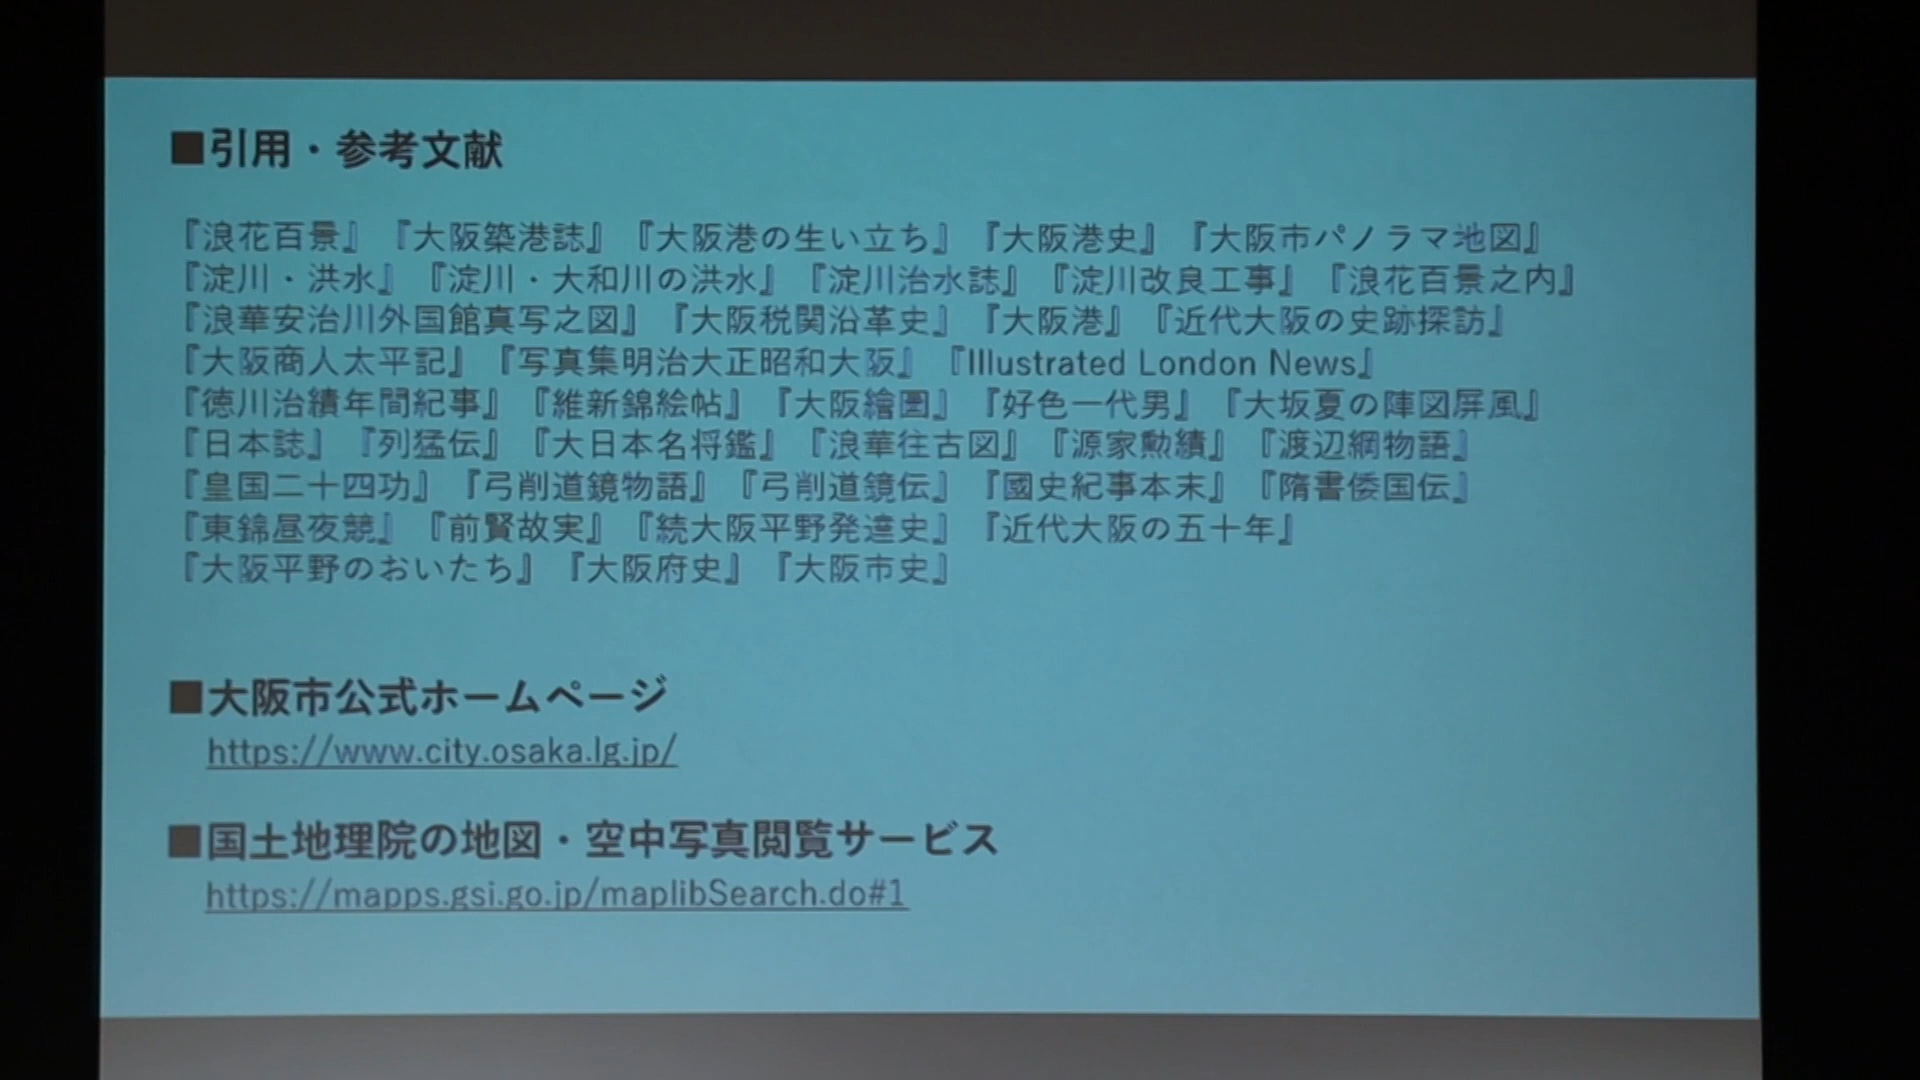 ■引用・参考文献
『浪花百景』『大阪築港誌』『大阪港の生い立ち』『大阪港史』『大阪市パノラマ地図』
『淀川・洪水』『淀川・大和川の洪水』『淀川治水誌』『淀川改良工事』『浪花百景之内』
『浪華安治川外国館真写之図』『大阪税関沿革史』『大阪港』『近代大阪の史跡探訪』
『大阪商人太平記』『写真集明治大正昭和大阪』『Illustrated London News』
『徳川治績年間紀事』『維新錦絵帖』『大阪繪圖』『好色一代男』『大坂夏の陣図屏風』
『日本誌』『列猛伝』『大日本名将鑑』『浪華往古図』『源家勲績』『渡辺綱物語』
『皇国二十四功』『弓削道鏡物語』『弓削道鏡伝』『國史紀事本末』『隋書倭国伝』
『東錦昼夜競』『前賢故実』『続大阪平野発達史』『近代大阪の五十年』
『大阪平野のおいたち』『大阪府史』『大阪市史』
■大阪市公式ホームページ
https://www.city.osaka.lg.jp/
■国土地理院の地図・空中写真閲覧サービス
https://mapps.gsi.go.jp/maplibSearch.do#1